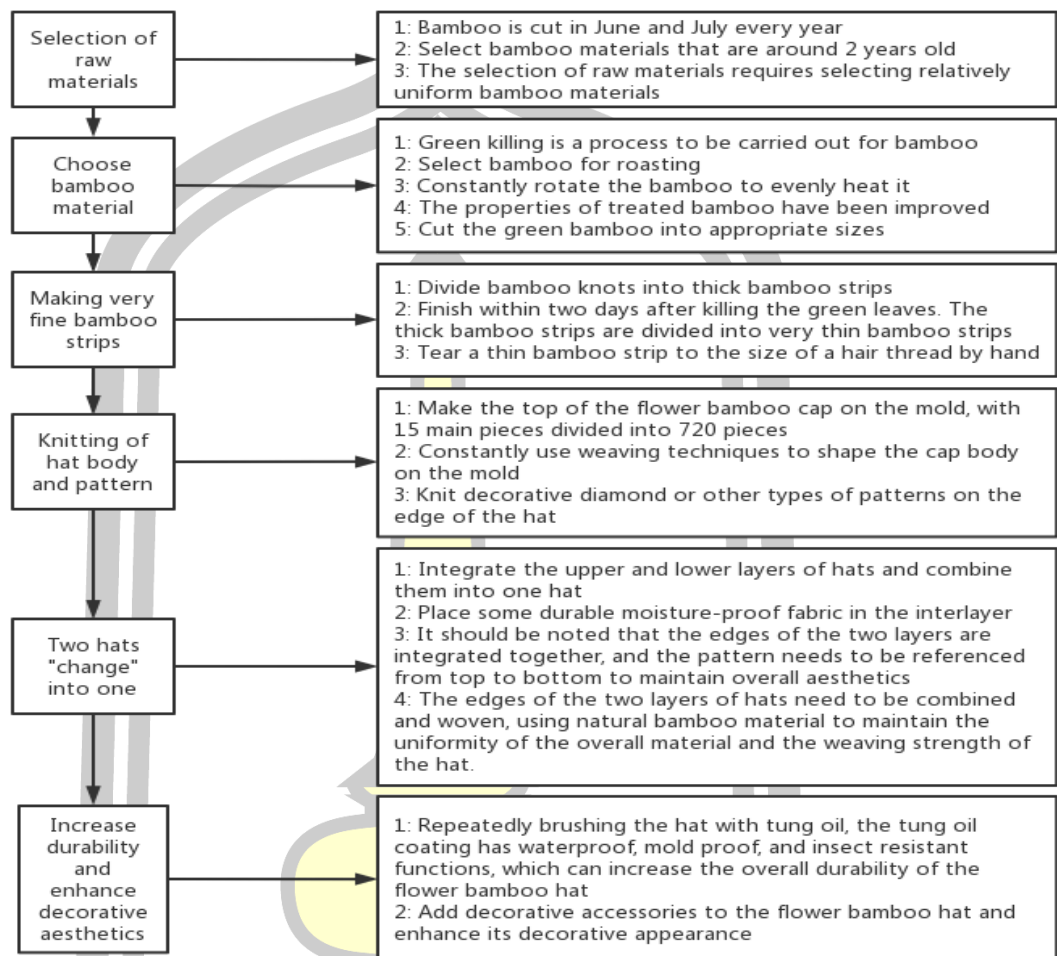 Selection of
raw
materials
1: Bamboo is cut in June and July every year
2: Select bamboo materials that are around 2 years old
3: The selection of raw materials requires selecting relatively
uniform bamboo materials
Choose
bamboo
material
1: Green killing is a process to be carried out for bamboo
2: Select bamboo for roasting
3: Constantly rotate the bamboo to evenly heat it
4: The properties of treated bamboo have been improved
5: Cut the green bamboo into appropriate sizes
Making very
fine bamboo
strips
1: Divide bamboo knots into thick bamboo strips
2: Finish within two days after killing the green leaves. The
thick bamboo strips are divided into very thin bamboo strips
3: Tear a thin bamboo strip to the size of a hair thread by hand
Knitting of
hat body
and pattern
1: Make the top of the flower bamboo cap on the mold, with
15 main pieces divided into 720 pieces
2: Constantly use weaving techniques to shape the cap body
on the mold
3: Knit decorative diamond or other types of patterns on the
edge of the hat
Two hats
"change"
into one
1: Integrate the upper and lower layers of hats and combine
them into one hat
2: Place some durable moisture-proof fabric in the interlayer
3: It should be noted that the edges of the two layers are
integrated together, and the pattern needs to be referenced
from top to bottom to maintain overall aesthetics
4: The edges of the two layers of hats need to be combined
and woven, using natural bamboo material to maintain the
uniformity of the overall material and the weaving strength of
the hat.
Increase
durability
and
enhance
decorative
aesthetics
1: Repeatedly brushing the hat with tung oil, the tung oil
coating has waterproof, mold proof, and insect resistant
functions, which can increase the overall durability of the
flower bamboo hat
2: Add decorative accessories to the flower bamboo hat and
enhance its decorative appearance